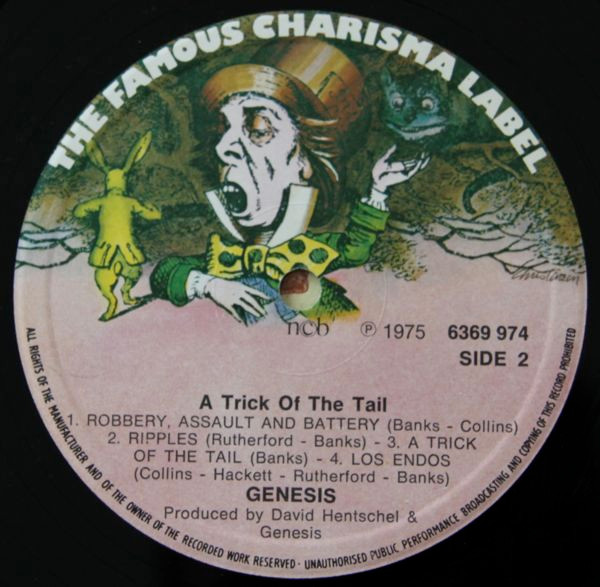 THE FAMOUS CHARISMA LABEL
ncb ℗ 1975 6369 974
SIDE 2
A Trick Of The Tail
1. ROBBERY, ASSAULT AND BATTERY (Banks - Collins)
2. RIPPLES (Rutherford - Banks) - 3. A TRICK
OF THE TAIL (Banks) - 4. LOS ENDOS
(Collins - Hackett - Rutherford - Banks)
GENESIS
Produced by David Hentschel &
Genesis
ALL RIGHTS OF THE MANUFACTURER AND OF THE OWNER OF THE RECORDED WORK RESERVED · UNAUTHORISED PUBLIC PERFORMANCE BROADCASTING AND COPYING OF THIS RECORD PROHIBITED